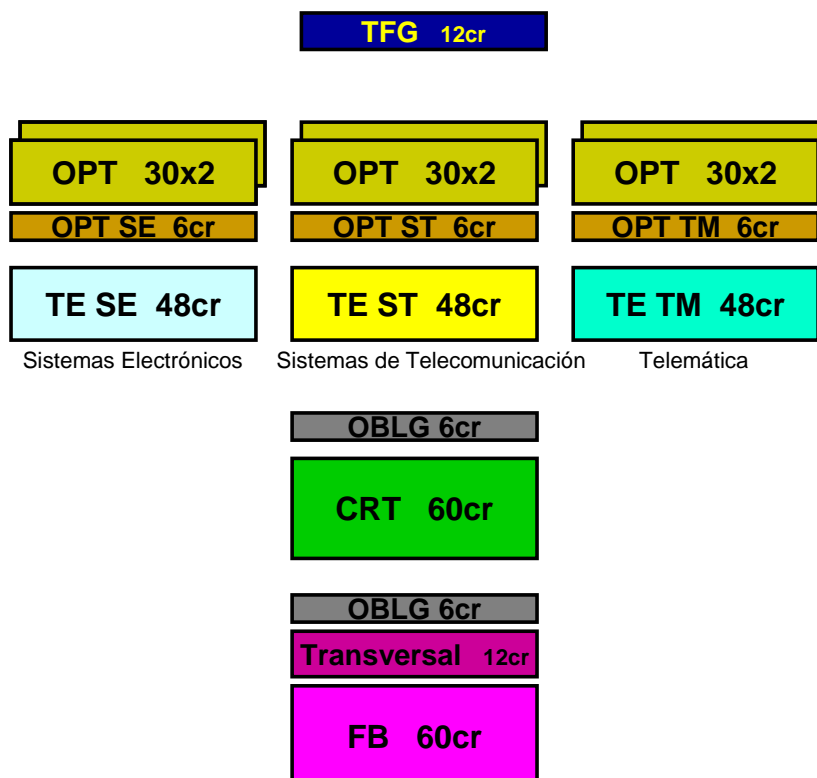 TFG 12cr
OPT 30x2
OPT 30x2
OPT 30x2
OPT SE 6cr
OPT ST 6cr
OPT TM 6cr
TE SE 48cr
TE ST 48cr
TE TM 48cr
Sistemas Electrónicos
Sistemas de Telecomunicación
Telemática
OBLG 6cr
CRT 60cr
OBLG 6cr
Transversal 12cr
FB 60cr